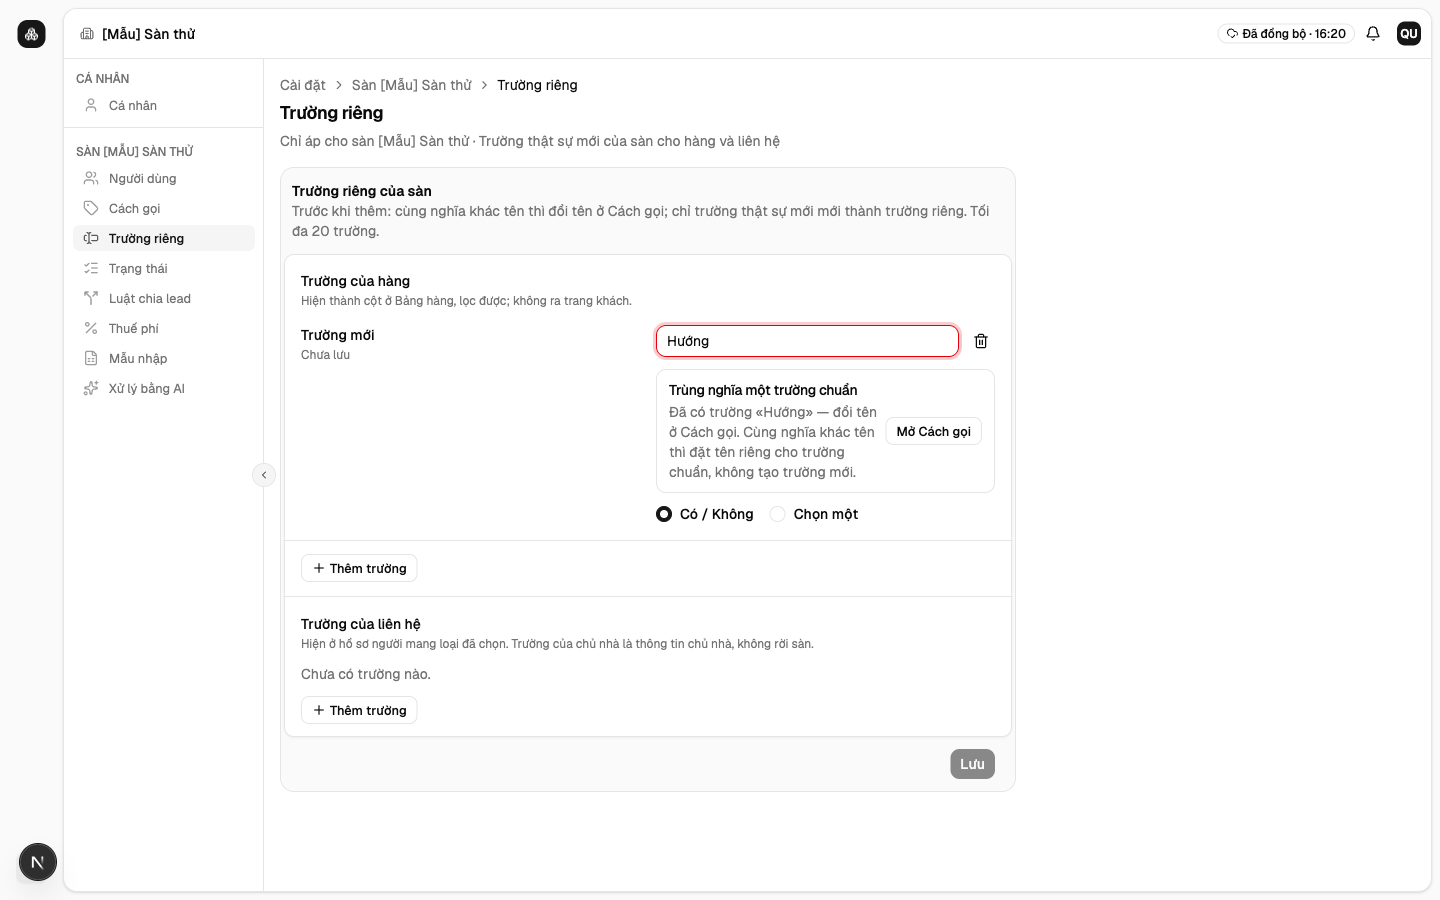 [Mẫu] Sàn thử
Đã đồng bộ · 16:20
QU
CÁ NHÂN
Cá nhân
SÀN [MẪU] SÀN THỬ
Người dùng
Cách gọi
Trường riêng
Trạng thái
Luật chia lead
Thuế phí
Mẫu nhập
Xử lý bằng AI
Cài đặt > Sàn [Mẫu] Sàn thử > Trường riêng
Trường riêng
Chỉ áp cho sàn [Mẫu] Sàn thử · Trường thật sự mới của sàn cho hàng và liên hệ
Trường riêng của sàn
Trước khi thêm: cùng nghĩa khác tên thì đổi tên ở Cách gọi; chỉ trường thật sự mới mới thành trường riêng. Tối
đa 20 trường.
Trường của hàng
Hiện thành cột ở Bảng hàng, lọc được; không ra trang khách.
Trường mới
Chưa lưu
Hướng
Trùng nghĩa một trường chuẩn
Đã có trường «Hướng» — đổi tên
ở Cách gọi. Cùng nghĩa khác tên
thì đặt tên riêng cho trường
chuẩn, không tạo trường mới.
Mở Cách gọi
Có / Không
Chọn một
Thêm trường
Trường của liên hệ
Hiện ở hồ sơ người mang loại đã chọn. Trường của chủ nhà là thông tin chủ nhà, không rời sàn.
Chưa có trường nào.
Thêm trường
Lưu
N